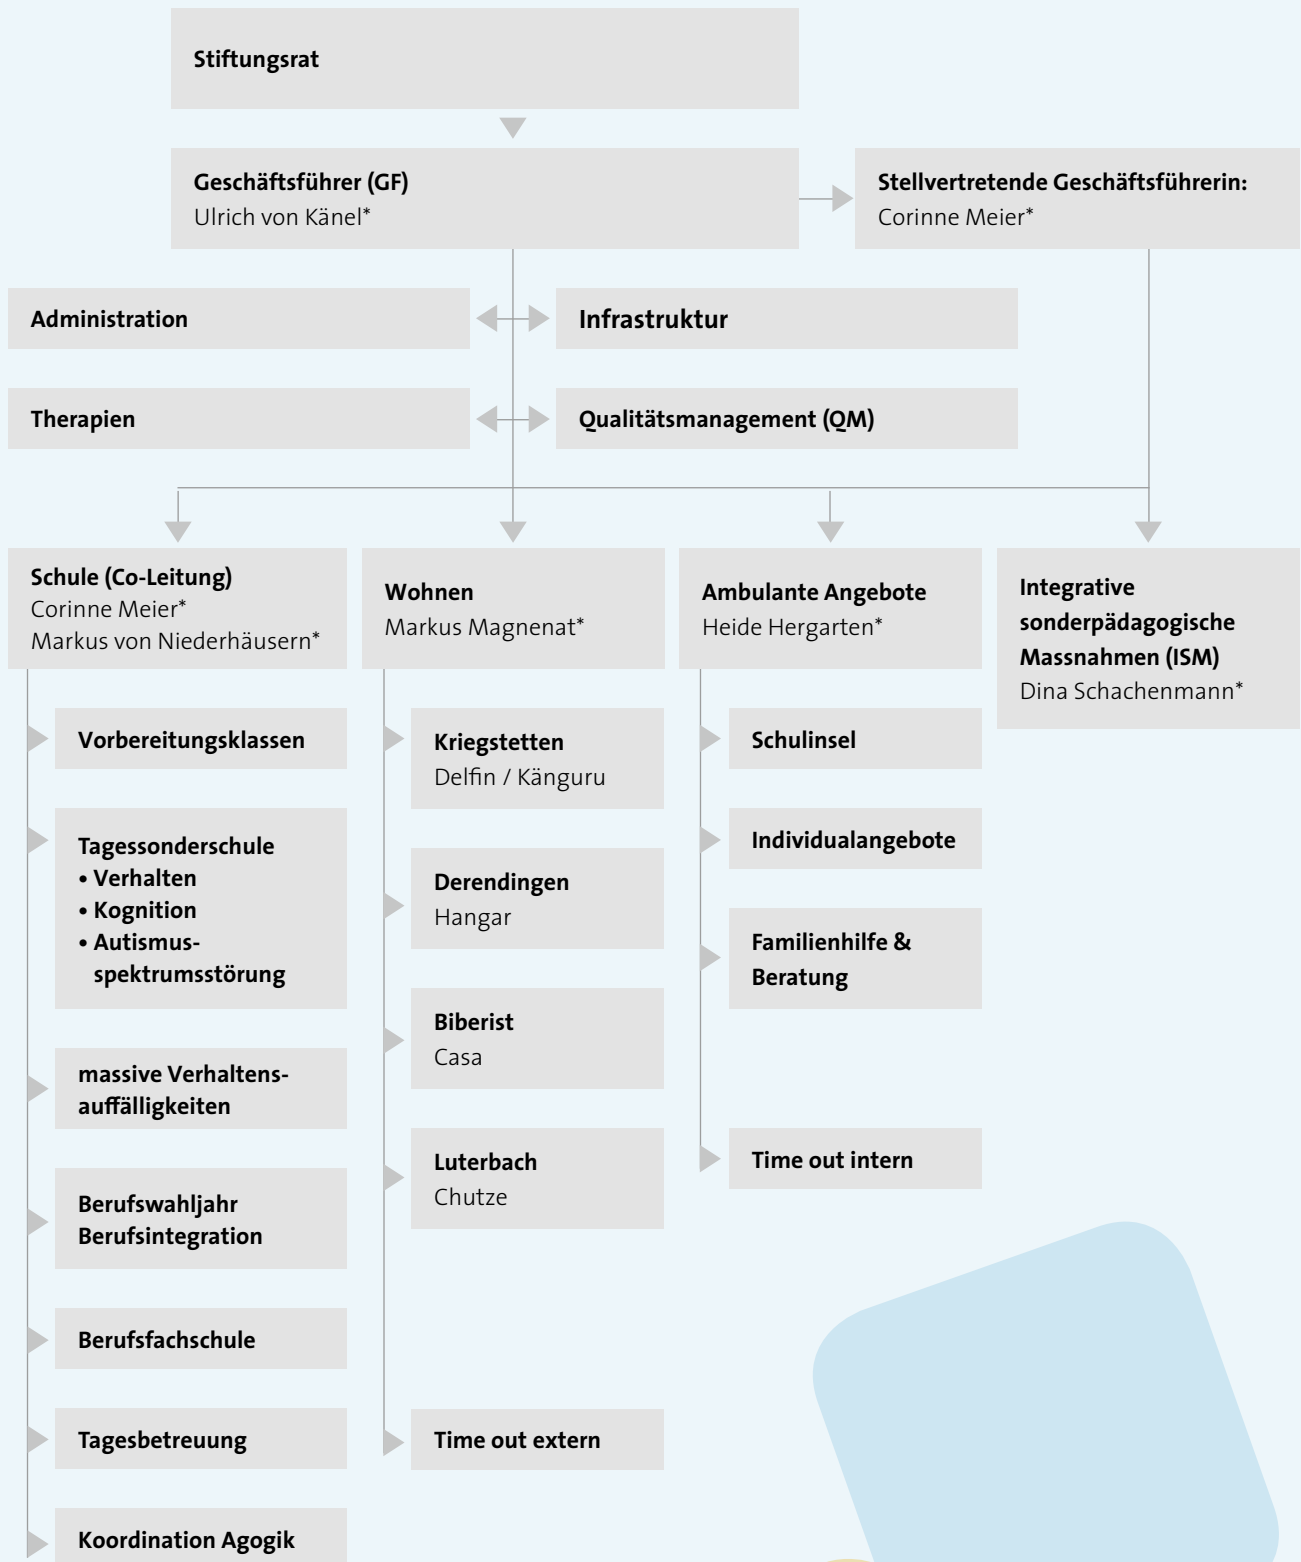 Stiftungsrat
Geschäftsführer (GF)
Ulrich von Känel*
Stellvertretende Geschäftsführerin:
Corinne Meier*
Administration
Infrastruktur
Therapien
Qualitätsmanagement (QM)
Schule (Co-Leitung)
Corinne Meier*
Markus von Niederhäusern*
Vorbereitungsklassen
Tagessonderschule
• Verhalten
• Kognition
• Autismus-
spektrumsstörung
massive Verhaltens-
auffälligkeiten
Berufswahljahr
Berufsintegration
Berufsfachschule
Tagesbetreuung
Koordination Agogik
Wohnen
Markus Magnenat*
Kriegstetten
Delfin / Känguru
Derendingen
Hangar
Biberist
Casa
Luterbach
Chutze
Time out extern
Ambulante Angebote
Heide Hergarten*
Schulinsel
Individualangebote
Familienhilfe &
Beratung
Time out intern
Integrative
sonderpädagogische
Massnahmen (ISM)
Dina Schachenmann*